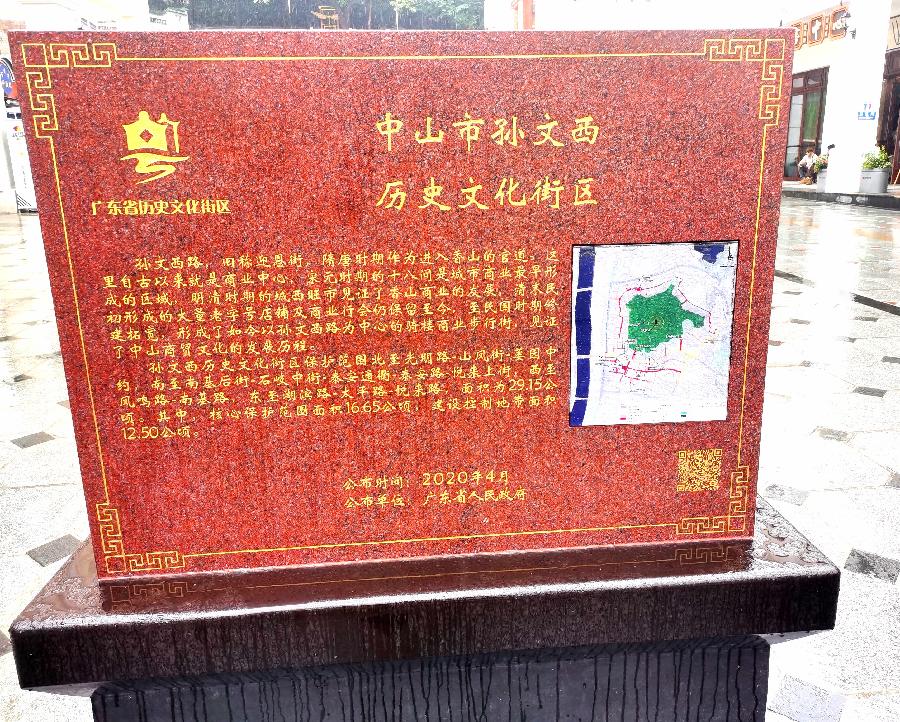 中山市孙文西
历史文化街区
广东省历史文化街区
孙文西路，旧称迎恩街，隋唐时期作为进入香山的官道，这
里自古以来就是商业中心，宋元时期的十八间是城市商业最早形
成的区域，明清时期的城西旺市见证了香山商业的发展，清末民
初形成的大量老字号店铺及商业行会仍保留至今，至民国时期修
建拓宽，形成了如今以孙文西路为中心的骑楼商业步行街，见证
了中山商贸文化的发展历程。
孙文西历史文化街区保护范围北至光明路-山凤街-菜园中
约，南至南基后街-石岐中街-泰安通衢-泰安路-悦来上街，西至
凤鸣路-南基路，东至湖滨路-太平路-悦来路，面积为29.15公
顷，其中，核心保护范围面积16.65公顷，建设控制地带面积
12.50公顷。
公布时间：2020年4月
公布单位：广东省人民政府